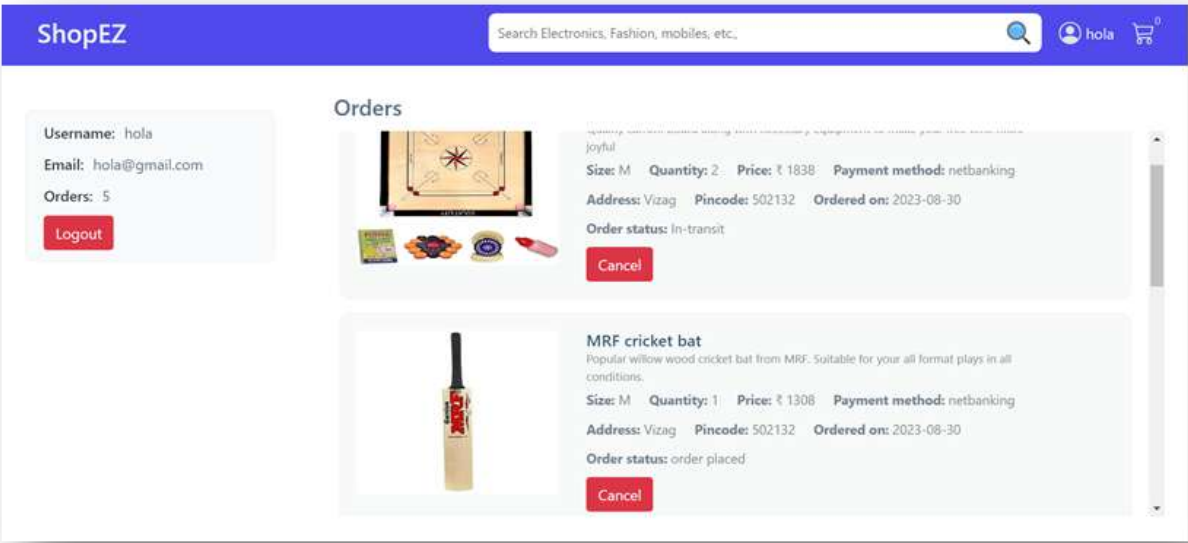 ShopEZ
Search Electronics, Fashion, mobiles, etc.,
hola
0
Username: hola
Email: hola@gmail.com
Orders: 5
Logout
Orders
joyful
Size: M Quantity: 2 Price: ₹ 1838 Payment method: netbanking
Address: Vizag Pincode: 502132 Ordered on: 2023-08-30
Order status: In-transit
Cancel
MRF
MRF cricket bat
Popular willow wood cricket bat from MRF. Suitable for your all format plays in all
conditions.
Size: M Quantity: 1 Price: ₹ 1308 Payment method: netbanking
Address: Vizag Pincode: 502132 Ordered on: 2023-08-30
Order status: order placed
Cancel